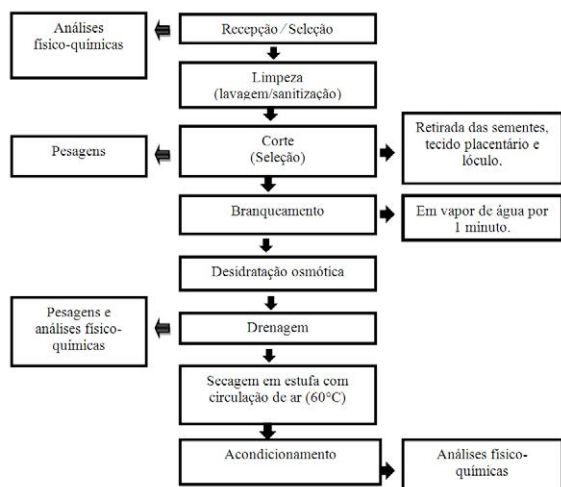 Análises
físico-químicas
Recepção/Seleção
Limpeza
(lavagem/sanitização)
Pesagens
Corte
(Seleção)
Retirada das sementes,
tecido placentário e
lóculo.
Branqueamento
Em vapor de água por
1 minuto.
Desidratação osmótica
Pesagens e
análises físico-
químicas
Drenagem
Secagem em estufa com
circulação de ar (60°C)
Acondicionamento
Análises físico-
químicas